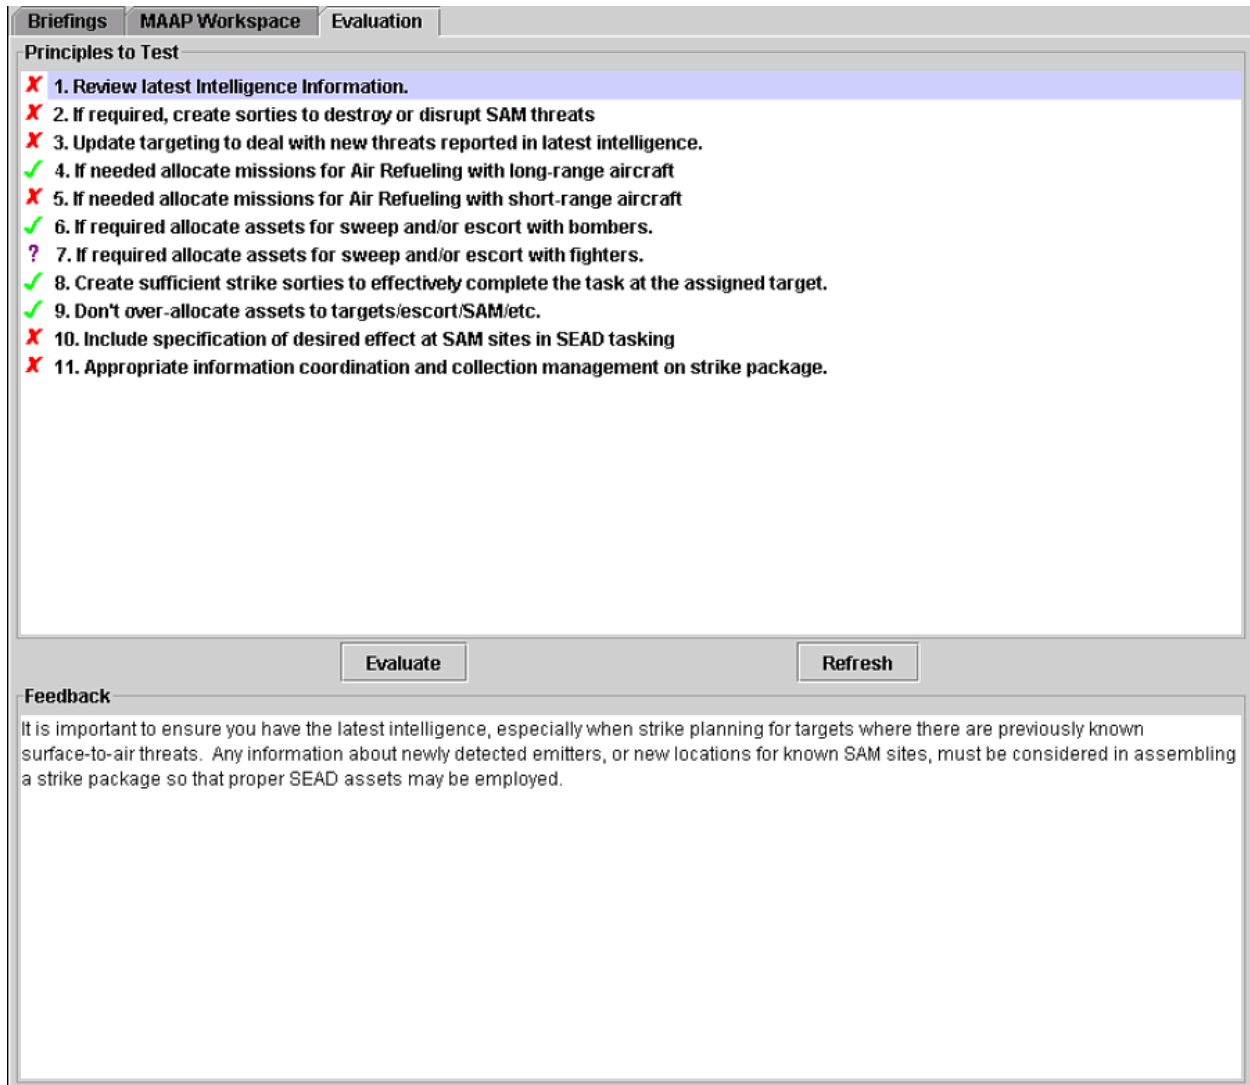 Briefings MAAP Workspace Evaluation
Principles to Test
✗ 1. Review latest Intelligence Information.
✗ 2. If required, create sorties to destroy or disrupt SAM threats
✗ 3. Update targeting to deal with new threats reported in latest intelligence.
✓ 4. If needed allocate missions for Air Refueling with long-range aircraft
✗ 5. If needed allocate missions for Air Refueling with short-range aircraft
✓ 6. If required allocate assets for sweep and/or escort with bombers.
? 7. If required allocate assets for sweep and/or escort with fighters.
✓ 8. Create sufficient strike sorties to effectively complete the task at the assigned target.
✓ 9. Don't over-allocate assets to targets/escort/SAM/etc.
✗ 10. Include specification of desired effect at SAM sites in SEAD tasking
✗ 11. Appropriate information coordination and collection management on strike package.
Evaluate Refresh
Feedback
It is important to ensure you have the latest intelligence, especially when strike planning for targets where there are previously known
surface-to-air threats. Any information about newly detected emitters, or new locations for known SAM sites, must be considered in assembling
a strike package so that proper SEAD assets may be employed.